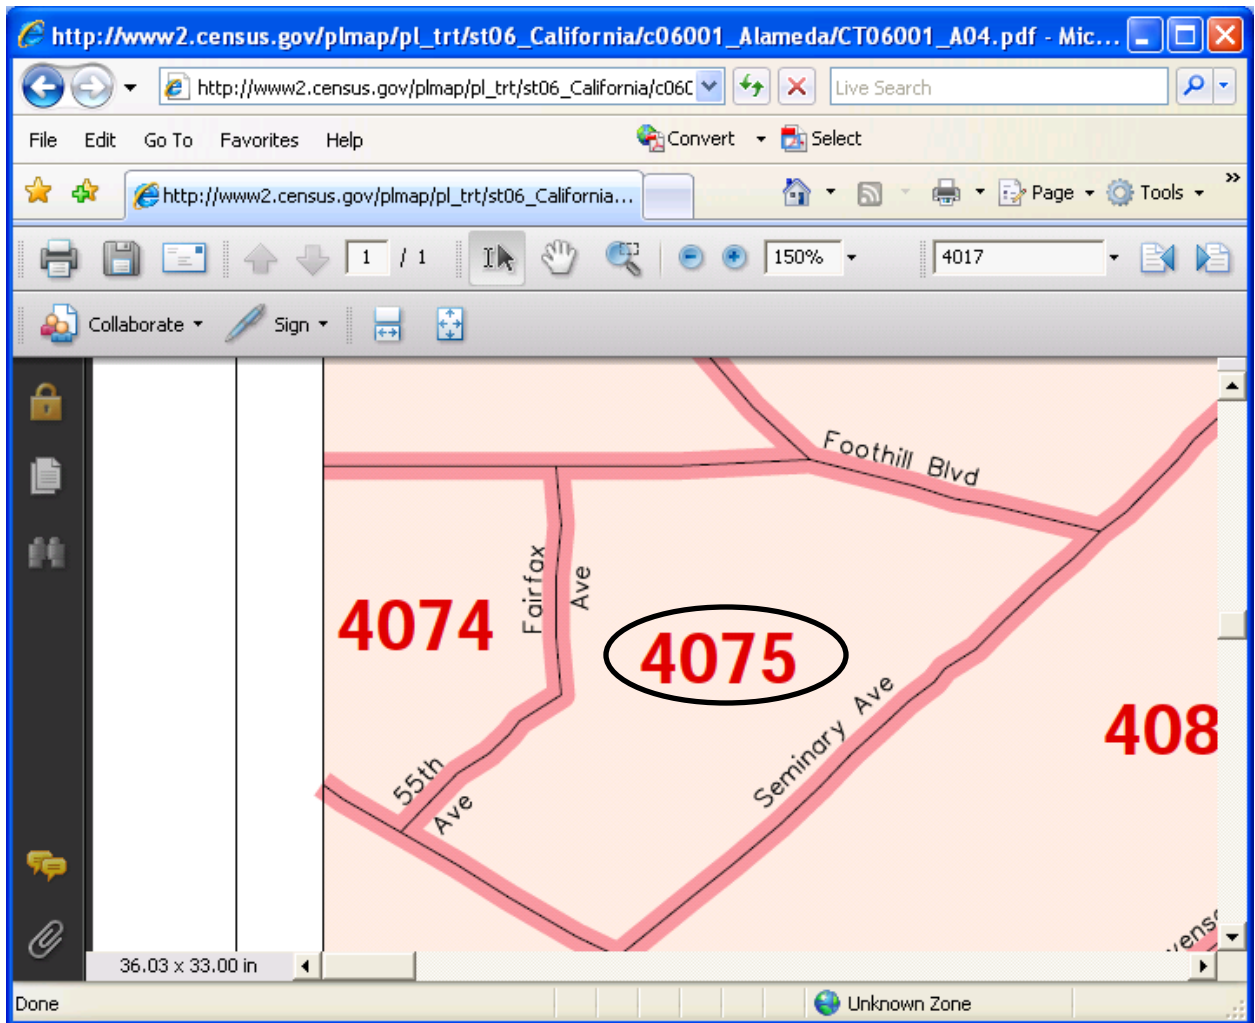 http://www2.census.gov/plmap/pl_trt/st06_California/c06001_Alameda/CT06001_A04.pdf - Mic...
http://www2.census.gov/plmap/pl_trt/st06_California/c06
Live Search
File Edit Go To Favorites Help Convert Select
http://www2.census.gov/plmap/pl_trt/st06_California... Page Tools »
1 / 1 150% 4017
Collaborate Sign
Foothill Blvd
Fairfax Ave
4074
4075
Seminary Ave
408
55th Ave
vens
36.03 x 33.00 in
Done Unknown Zone